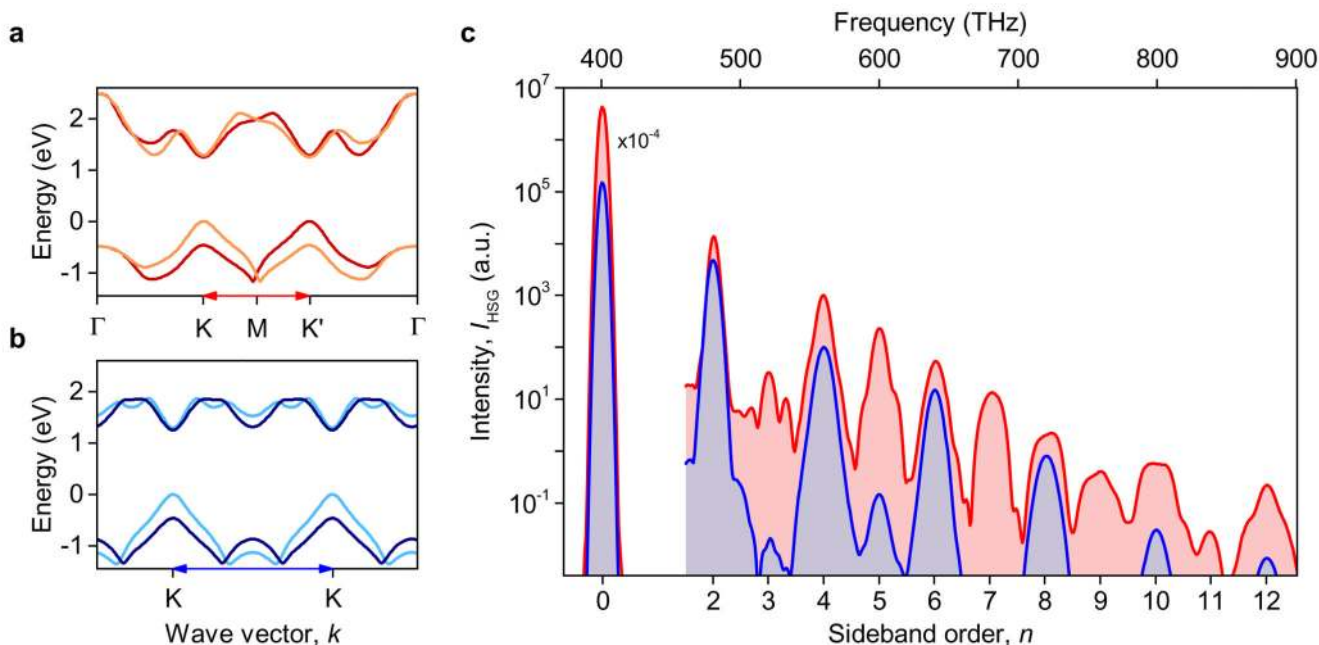 a
Energy (eV)
2
1
0
-1
Γ K M K' Γ
b
Energy (eV)
2
1
0
-1
K K
Wave vector, k
c
Frequency (THz)
400 500 600 700 800 900
Intensity, I_HSG (a.u.)
10^7
10^5
10^3
10^1
10^-1
x10^-4
0 2 3 4 5 6 7 8 9 10 11 12
Sideband order, n